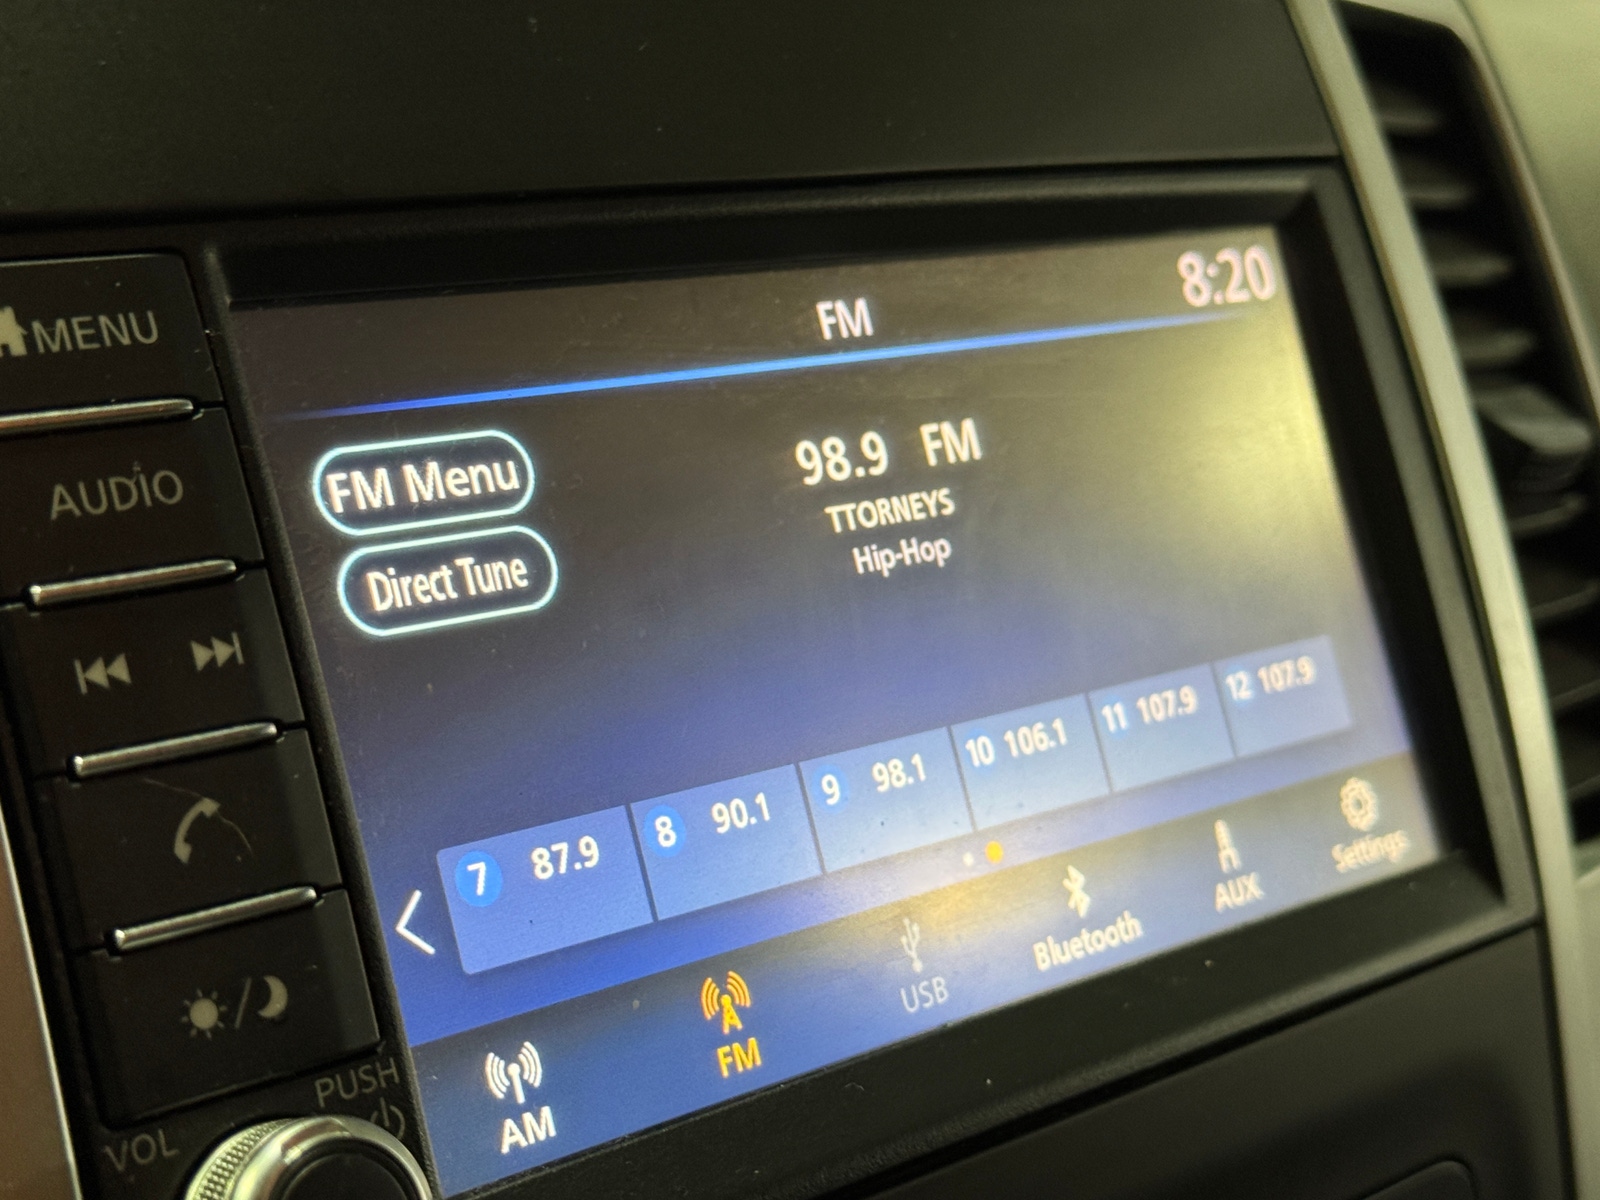 8:20
FM
MENU
AUDIO
FM Menu
Direct Tune
98.9 FM
TTORNEYS
Hip-Hop
7 87.9
8 90.1
9 98.1
10 106.1
11 107.9
12 107.9
AM
FM
USB
Bluetooth
AUX
Settings
PUSH
VOL